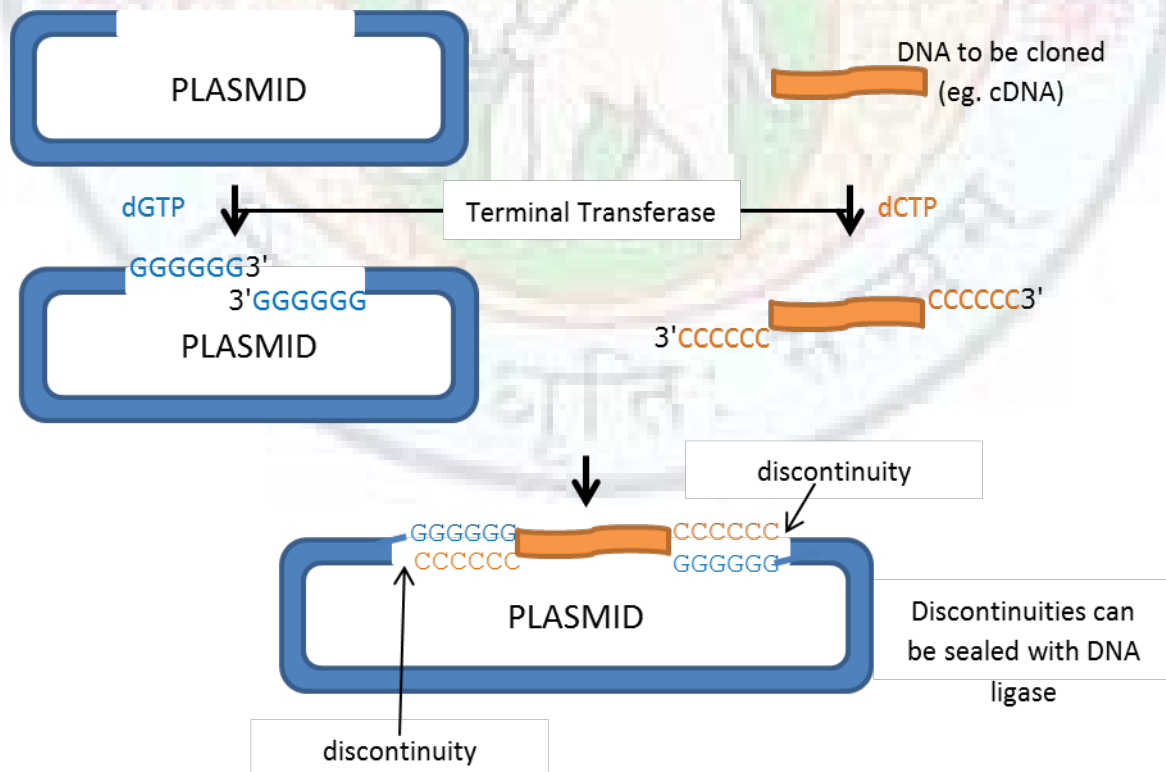 PLASMID
DNA to be cloned
(eg. cDNA)
dGTP
Terminal Transferase
dCTP
GGGGGG3'
3'GGGGGG
PLASMID
CCCCCC3'
3'CCCCCC
discontinuity
GGGGGG
CCCCCC
CCCCCC
GGGGGG
PLASMID
Discontinuities can
be sealed with DNA
ligase
discontinuity